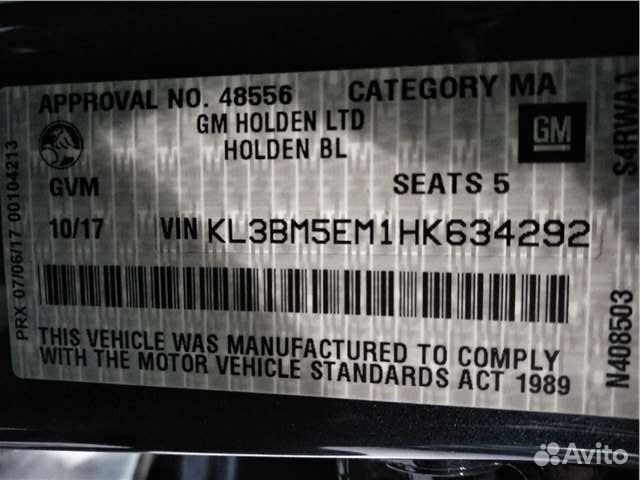 APPROVAL NO. 48556 CATEGORY MA
GM HOLDEN LTD
HOLDEN BL
GM
GVM SEATS 5
10/17 VIN KL3BM5EM1HK634292
THIS VEHICLE WAS MANUFACTURED TO COMPLY
WITH THE MOTOR VEHICLE STANDARDS ACT 1989
PRX 07/06/17 00104213
N408503 S4RIWAA
Avito